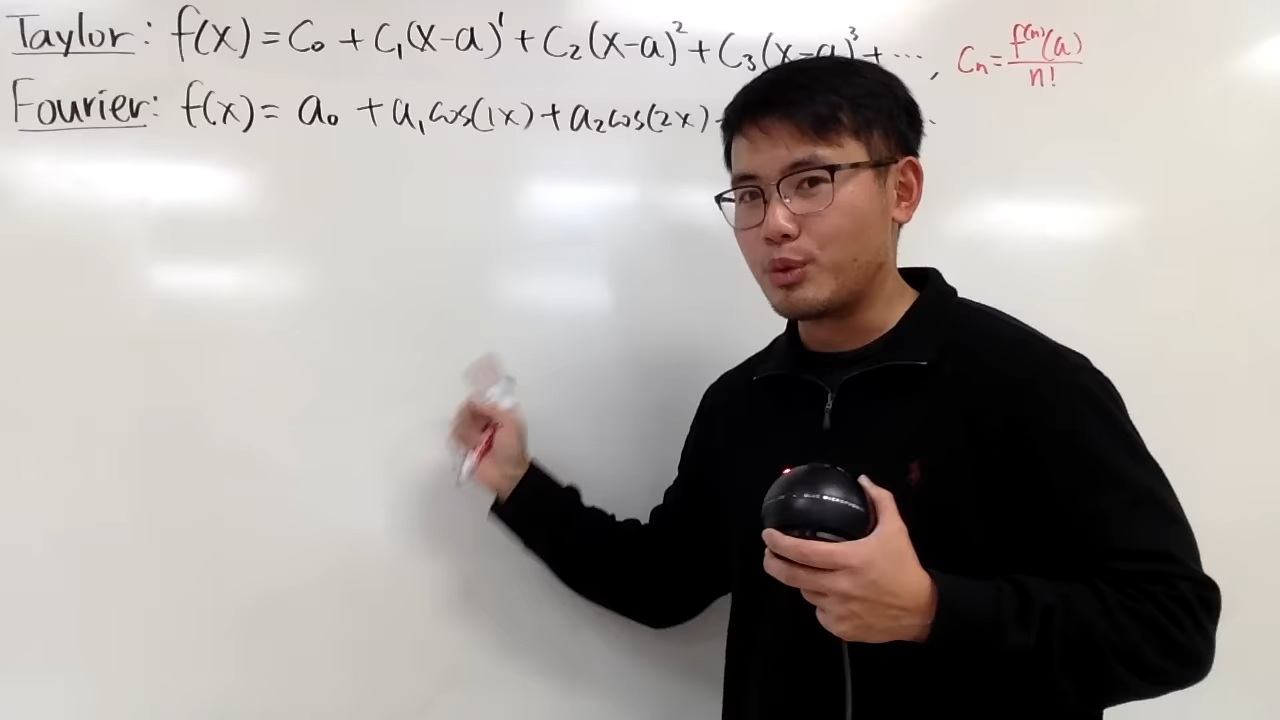 Taylor: f(x) = C₀ + C₁(x-a)¹ + C₂(x-a)² + C₃(x-a)³ + ..., Cₙ = f⁽ⁿ⁾(a)/n!
Fourier: f(x) = a₀ + a₁cos(1x) + a₂cos(2x)